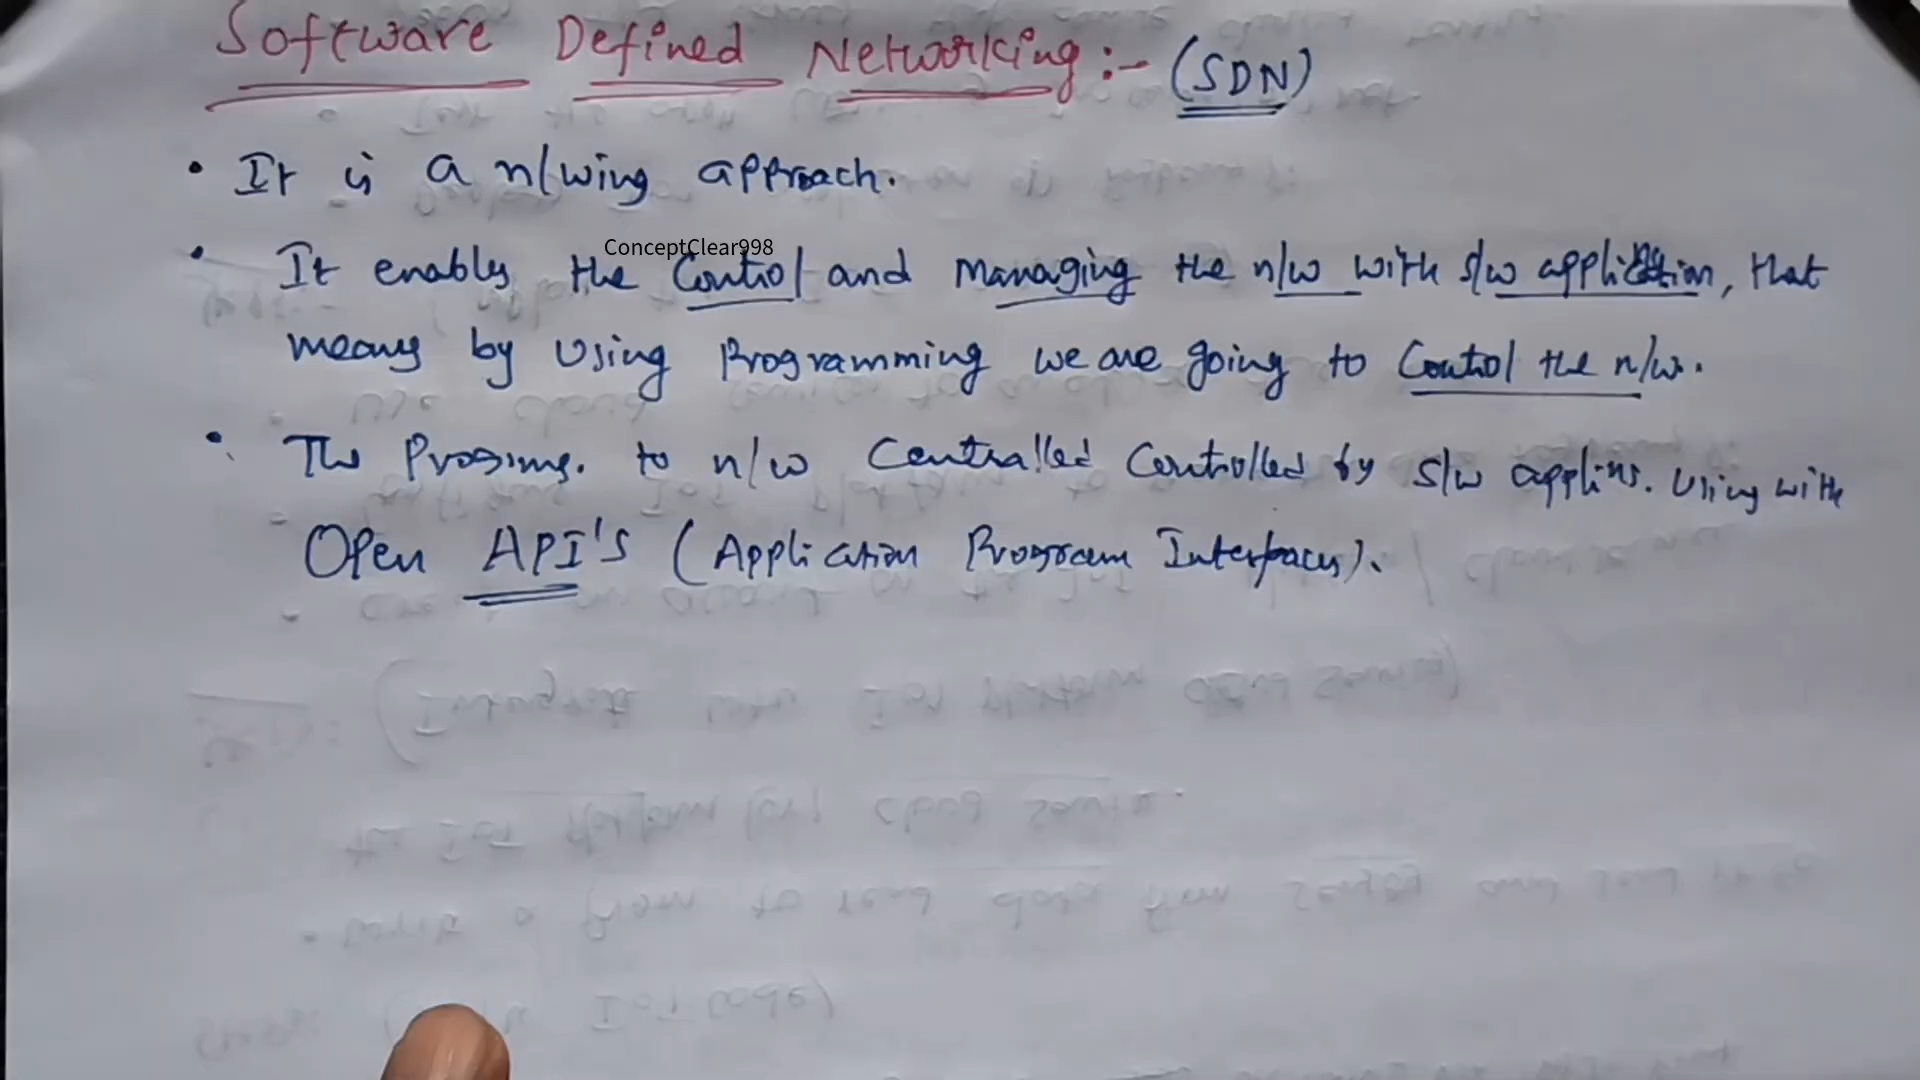 Software Defined Networking:- (SDN)
• It is a n/wing approach.
ConceptClear998
• It enables the Control and managing the n/w with s/w application, that
means by using Programming we are going to Control the n/w.
• The to n/w Centralled Controlled by s/w applins. Using with
Open API's (Application Program Interfaces).